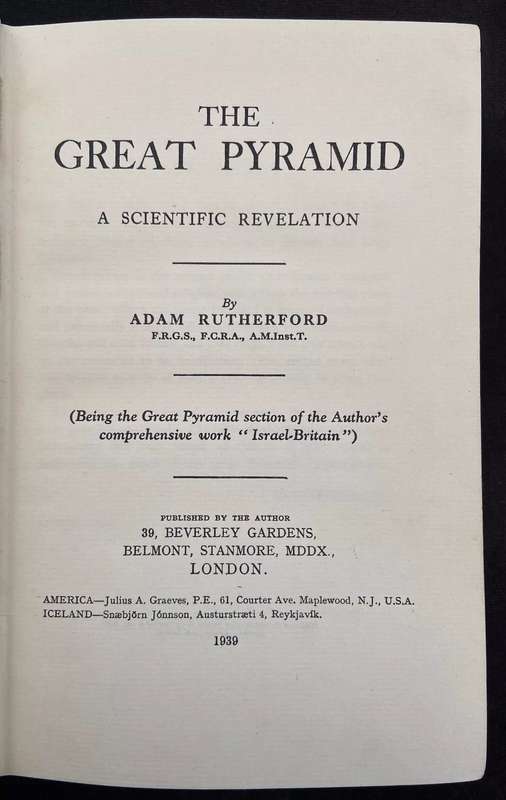 THE
GREAT PYRAMID
A SCIENTIFIC REVELATION
By
ADAM RUTHERFORD
F.R.G.S., F.C.R.A., A.M.Inst.T.
(Being the Great Pyramid section of the Author's
comprehensive work "Israel-Britain")
PUBLISHED BY THE AUTHOR
39, BEVERLEY GARDENS,
BELMONT, STANMORE, MDDX.,
LONDON.
AMERICA—Julius A. Graeves, P.E., 61, Courter Ave. Maplewood, N.J., U.S.A.
ICELAND—Snæbjörn Jónnson, Austurstræti 4, Reykjavík.
1939